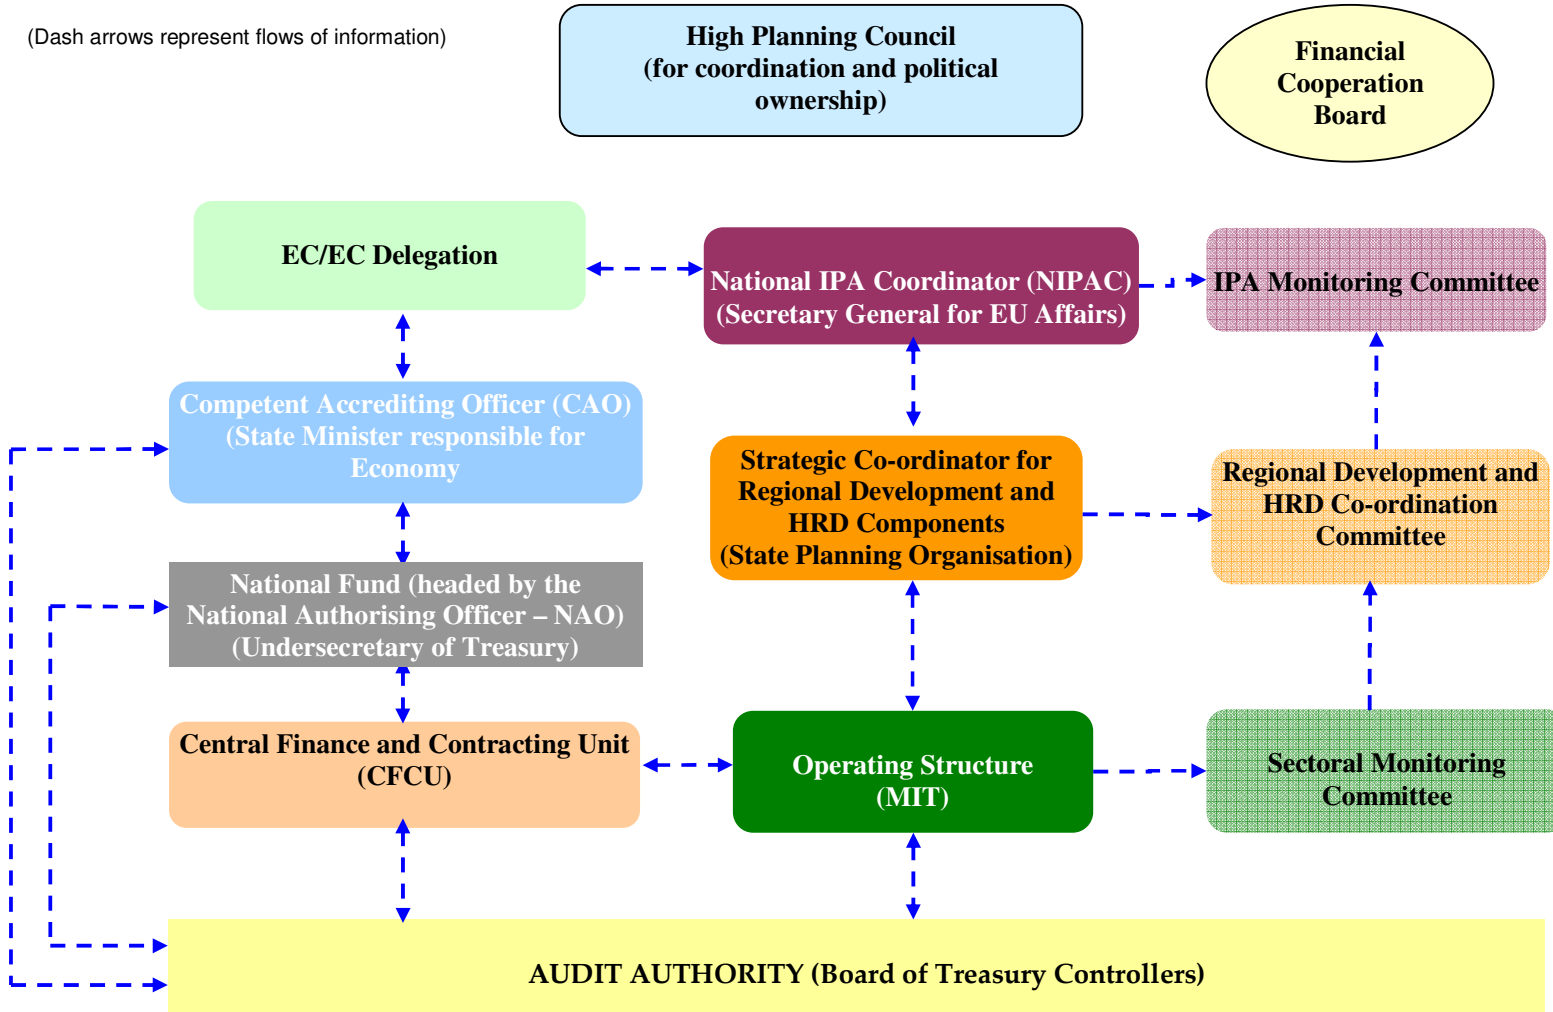 (Dash arrows represent flows of information)
High Planning Council
(for coordination and political
ownership)
Financial
Cooperation
Board
EC/EC Delegation
National IPA Coordinator (NIPAC)
(Secretary General for EU Affairs)
IPA Monitoring Committee
Competent Accrediting Officer (CAO)
(State Minister responsible for
Economy
Strategic Co-ordinator for
Regional Development and
HRD Components
(State Planning Organisation)
Regional Development and
HRD Co-ordination
Committee
National Fund (headed by the
National Authorising Officer – NAO)
(Undersecretary of Treasury)
Central Finance and Contracting Unit
(CFCU)
Operating Structure
(MIT)
Sectoral Monitoring
Committee
AUDIT AUTHORITY (Board of Treasury Controllers)